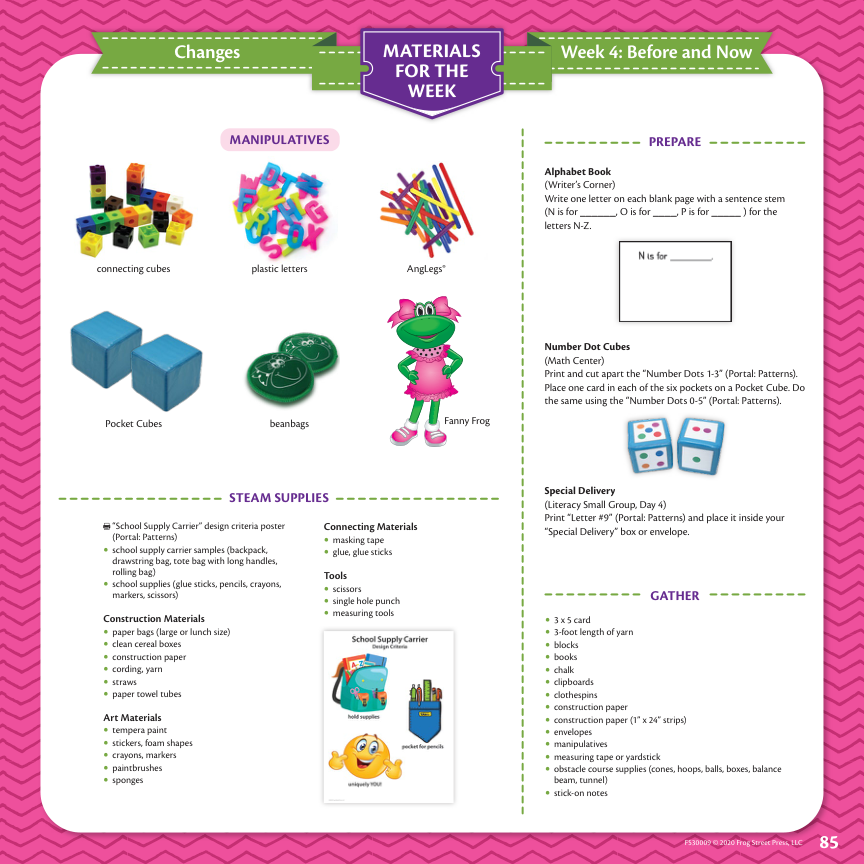 Changes
MATERIALS
FOR THE
WEEK
Week 4: Before and Now
MANIPULATIVES
connecting cubes
plastic letters
AngLegs®
Pocket Cubes
beanbags
Fanny Frog
STEAM SUPPLIES
"School Supply Carrier" design criteria poster
(Portal: Patterns)
• school supply carrier samples (backpack,
drawstring bag, tote bag with long handles,
rolling bag)
• school supplies (glue sticks, pencils, crayons,
markers, scissors)
Construction Materials
• paper bags (large or lunch size)
• clean cereal boxes
• construction paper
• cording, yarn
• straws
• paper towel tubes
Art Materials
• tempera paint
• stickers, foam shapes
• crayons, markers
• paintbrushes
• sponges
Connecting Materials
• masking tape
• glue, glue sticks
Tools
• scissors
• single hole punch
• measuring tools
School Supply Carrier
Design Criteria
A-Z
hold supplies
pocket for pencils
uniquely YOU!
PREPARE
Alphabet Book
(Writer's Corner)
Write one letter on each blank page with a sentence stem
(N is for _______, O is for _____, P is for ______ ) for the
letters N-Z.
N is for ________.
Number Dot Cubes
(Math Center)
Print and cut apart the "Number Dots 1-3" (Portal: Patterns).
Place one card in each of the six pockets on a Pocket Cube. Do
the same using the "Number Dots 0-5" (Portal: Patterns).
Special Delivery
(Literacy Small Group, Day 4)
Print "Letter #9" (Portal: Patterns) and place it inside your
"Special Delivery" box or envelope.
GATHER
• 3 x 5 card
• 3-foot length of yarn
• blocks
• books
• chalk
• clipboards
• clothespins
• construction paper
• construction paper (1" x 24" strips)
• envelopes
• manipulatives
• measuring tape or yardstick
• obstacle course supplies (cones, hoops, balls, boxes, balance
beam, tunnel)
• stick-on notes
FS30009 © 2020 Frog Street Press, LLC
85